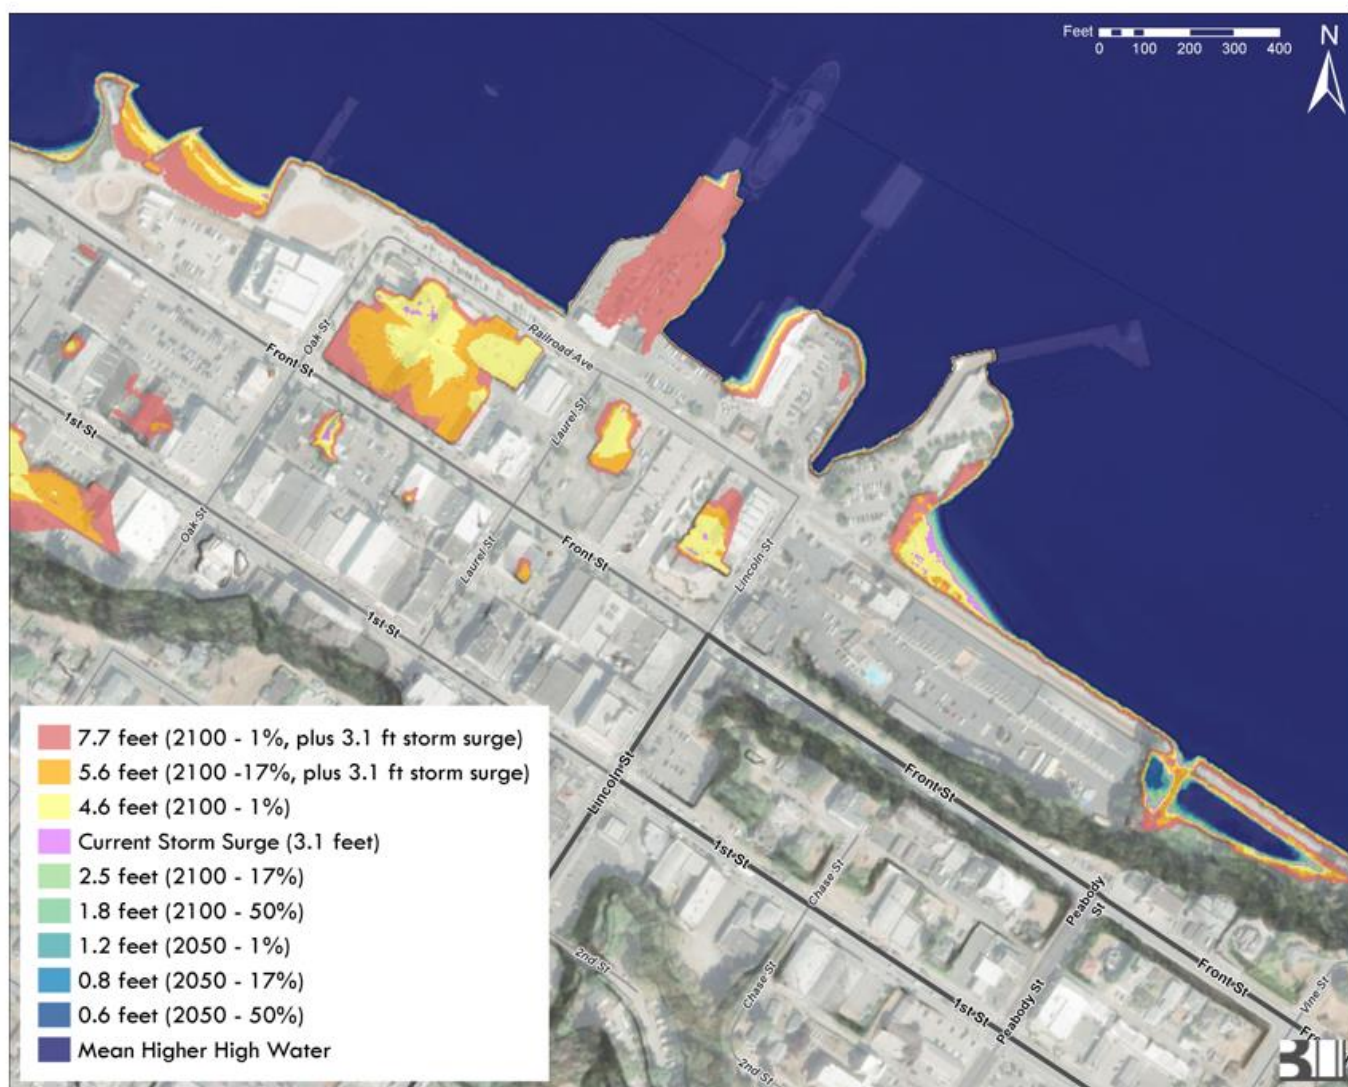 Feet
0 100 200 300 400
N
Oak St
Railroad Ave
Front St
1st St
Laurel St
Oak St
Front St
Laurel St
Lincoln St
1st St
7.7 feet (2100 - 1%, plus 3.1 ft storm surge)
5.6 feet (2100 -17%, plus 3.1 ft storm surge)
4.6 feet (2100 - 1%)
Current Storm Surge (3.1 feet)
2.5 feet (2100 - 17%)
1.8 feet (2100 - 50%)
1.2 feet (2050 - 1%)
0.8 feet (2050 - 17%)
0.6 feet (2050 - 50%)
Mean Higher High Water
Lincoln St
Front St
1st St
Chase St
Peabody
St
2nd St
Chase St
Front St
Vine St
1st St
Peabody St
2nd St